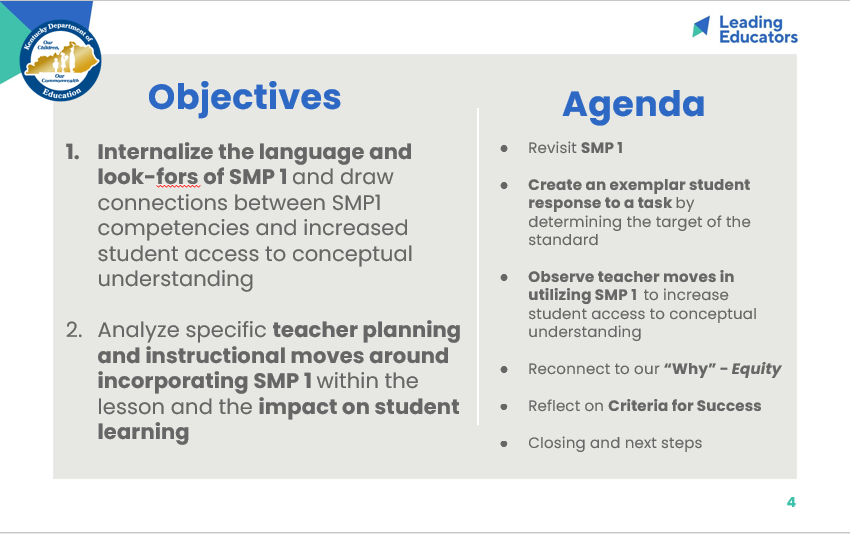 Kentucky Department of
Our
Children,
Our
Commonwealth
Education
Leading
Educators
Objectives
1. Internalize the language and
look-fors of SMP 1 and draw
connections between SMP1
competencies and increased
student access to conceptual
understanding
2. Analyze specific teacher planning
and instructional moves around
incorporating SMP 1 within the
lesson and the impact on student
learning
Agenda
● Revisit SMP 1
● Create an exemplar student
response to a task by
determining the target of the
standard
● Observe teacher moves in
utilizing SMP 1 to increase
student access to conceptual
understanding
● Reconnect to our “Why” - Equity
● Reflect on Criteria for Success
● Closing and next steps
4